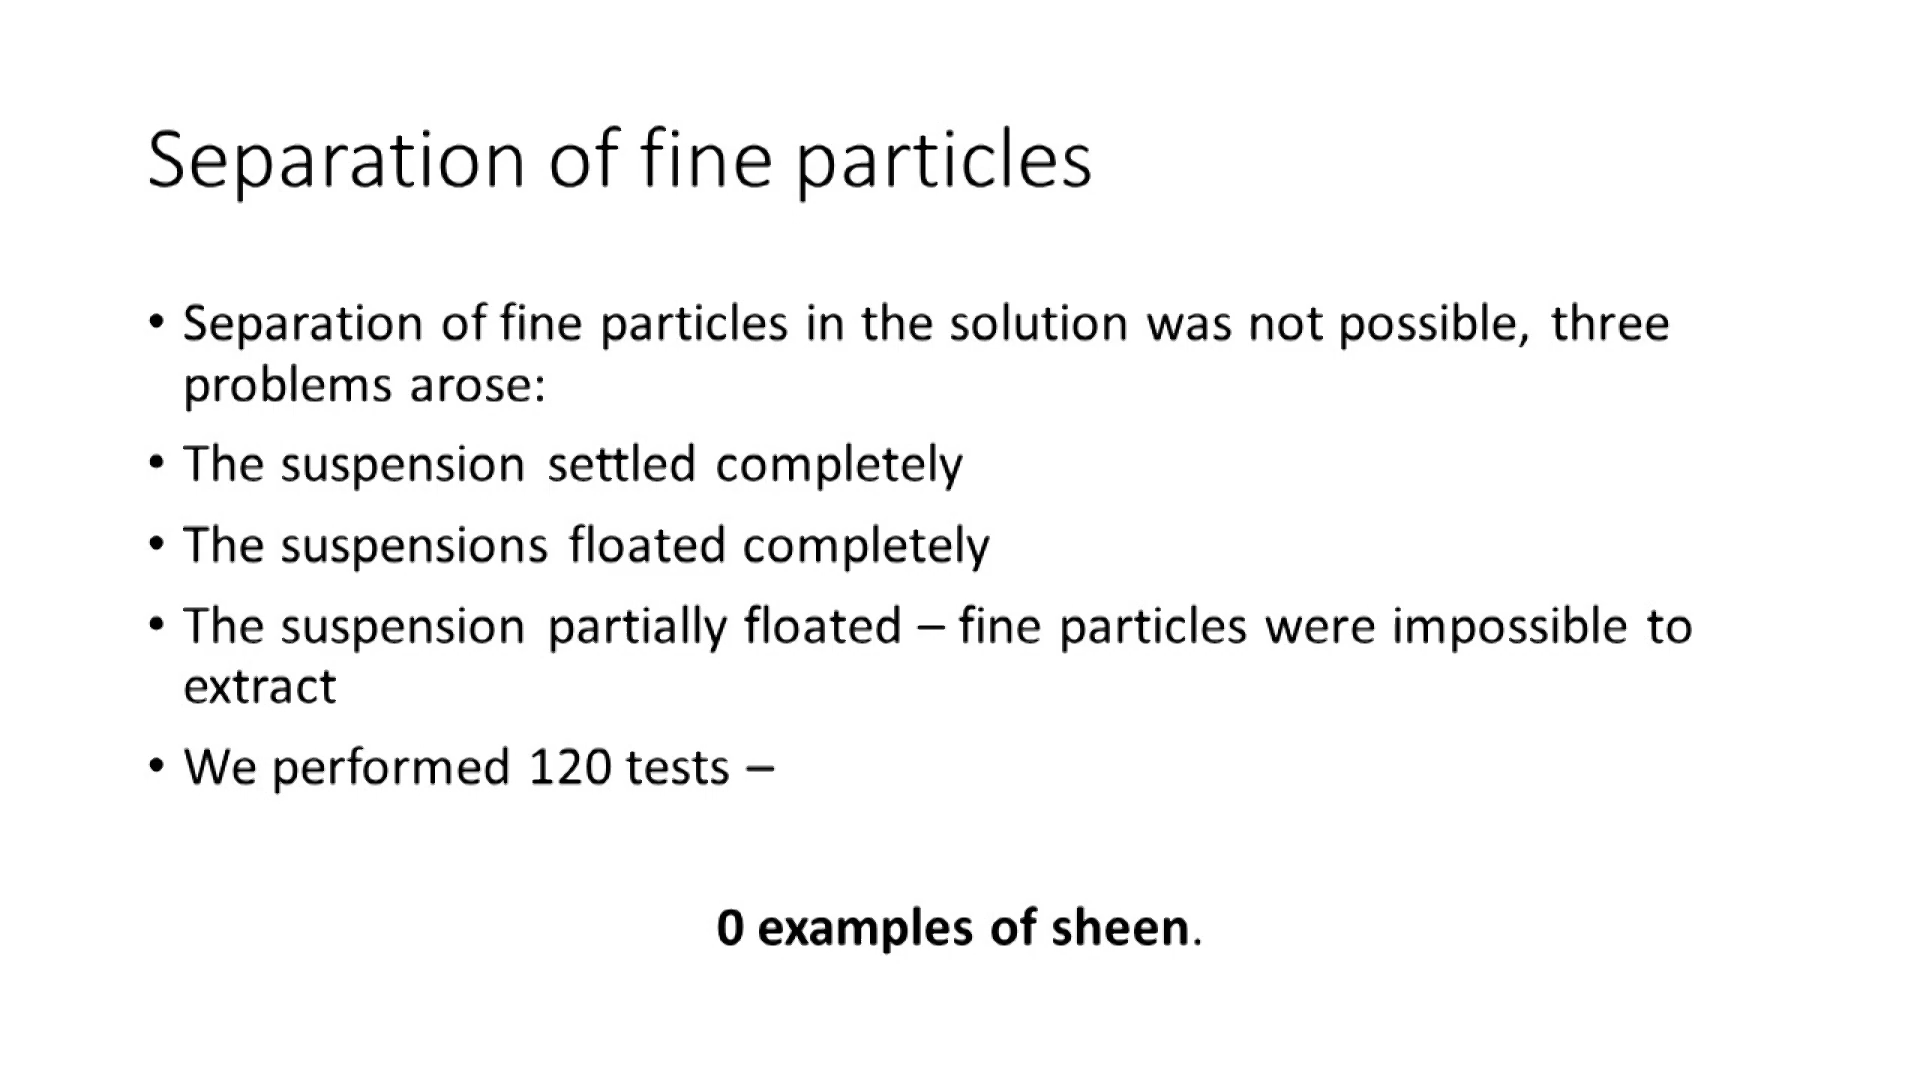 Separation of fine particles
• Separation of fine particles in the solution was not possible, three
problems arose:
• The suspension settled completely
• The suspensions floated completely
• The suspension partially floated – fine particles were impossible to
extract
• We performed 120 tests –
0 examples of sheen.